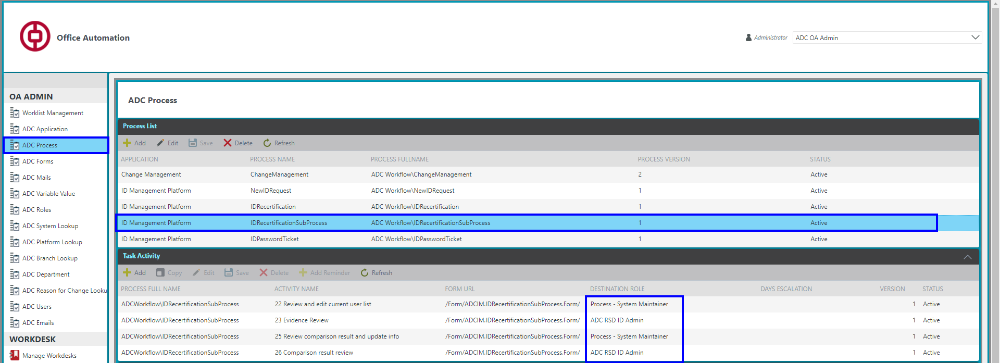 Office Automation
Administrator ADC OA Admin
OA ADMIN
Worklist Management
ADC Application
ADC Process
ADC Forms
ADC Mails
ADC Variable Value
ADC Roles
ADC System Lookup
ADC Platform Lookup
ADC Branch Lookup
ADC Department
ADC Reason for Change Looku
ADC Users
ADC Emails
WORKDESK
Manage Workdesks
ADC Process
Process List
Add Edit Save Delete Refresh
APPLICATION PROCESS NAME PROCESS FULLNAME PROCESS VERSION STATUS
Change Management ChangeManagement ADC Workflow\ChangeManagement 2 Active
ID Management Platform NewIDRequest ADC Workflow\NewIDRequest 1 Active
ID Management Platform IDRecertification ADC Workflow\IDRecertification 1 Active
ID Management Platform IDRecertificationSubProcess ADC Workflow\IDRecertificationSubProcess 1 Active
ID Management Platform IDPasswordTicket ADC Workflow\IDPasswordTicket 1 Active
Task Activity
Add Copy Edit Save Delete Add Reminder Refresh
PROCESS FULL NAME ACTIVITY NAME FORM URL DESTINATION ROLE DAYS ESCALATION VERSION STATUS
ADCWorkflow\IDRecertificationSubProcess 22 Review and edit current user list /Form/ADCIM.IDRecertificationSubProcess.Form/ Process - System Maintainer 1 Active
ADCWorkflow\IDRecertificationSubProcess 23 Evidence Review /Form/ADCIM.IDRecertificationSubProcess.Form/ ADC RSD ID Admin 1 Active
ADCWorkflow\IDRecertificationSubProcess 25 Review comparison result and update info /Form/ADCIM.IDRecertificationSubProcess.Form/ Process - System Maintainer 1 Active
ADCWorkflow\IDRecertificationSubProcess 26 Comparison result review /Form/ADCIM.IDRecertificationSubProcess.Form/ ADC RSD ID Admin 1 Active